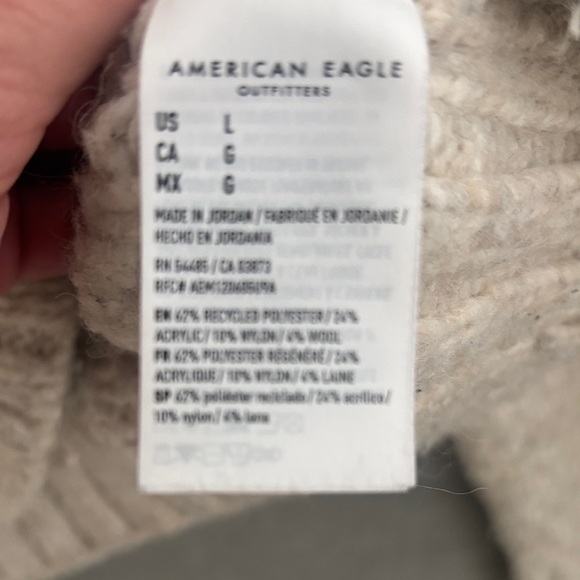 AMERICAN EAGLE
OUTFITTERS
US L
CA G
MX G
MADE IN JORDAN / FABRIQUÉ EN JORDANIE /
HECHO EN JORDANIA
RN 54485 / CA 03873
EN 62% RECYCLED POLYESTER / 24%
ACRYLIC / 10% NYLON / 4% WOOL
FR 62% POLYESTER RÉGÉNÉRÉ / 24%
ACRYLIQUE / 10% NYLON / 4% LAINE
SP 62% poliéster reciclado / 24% acrílico /
10% nylon / 4% lana